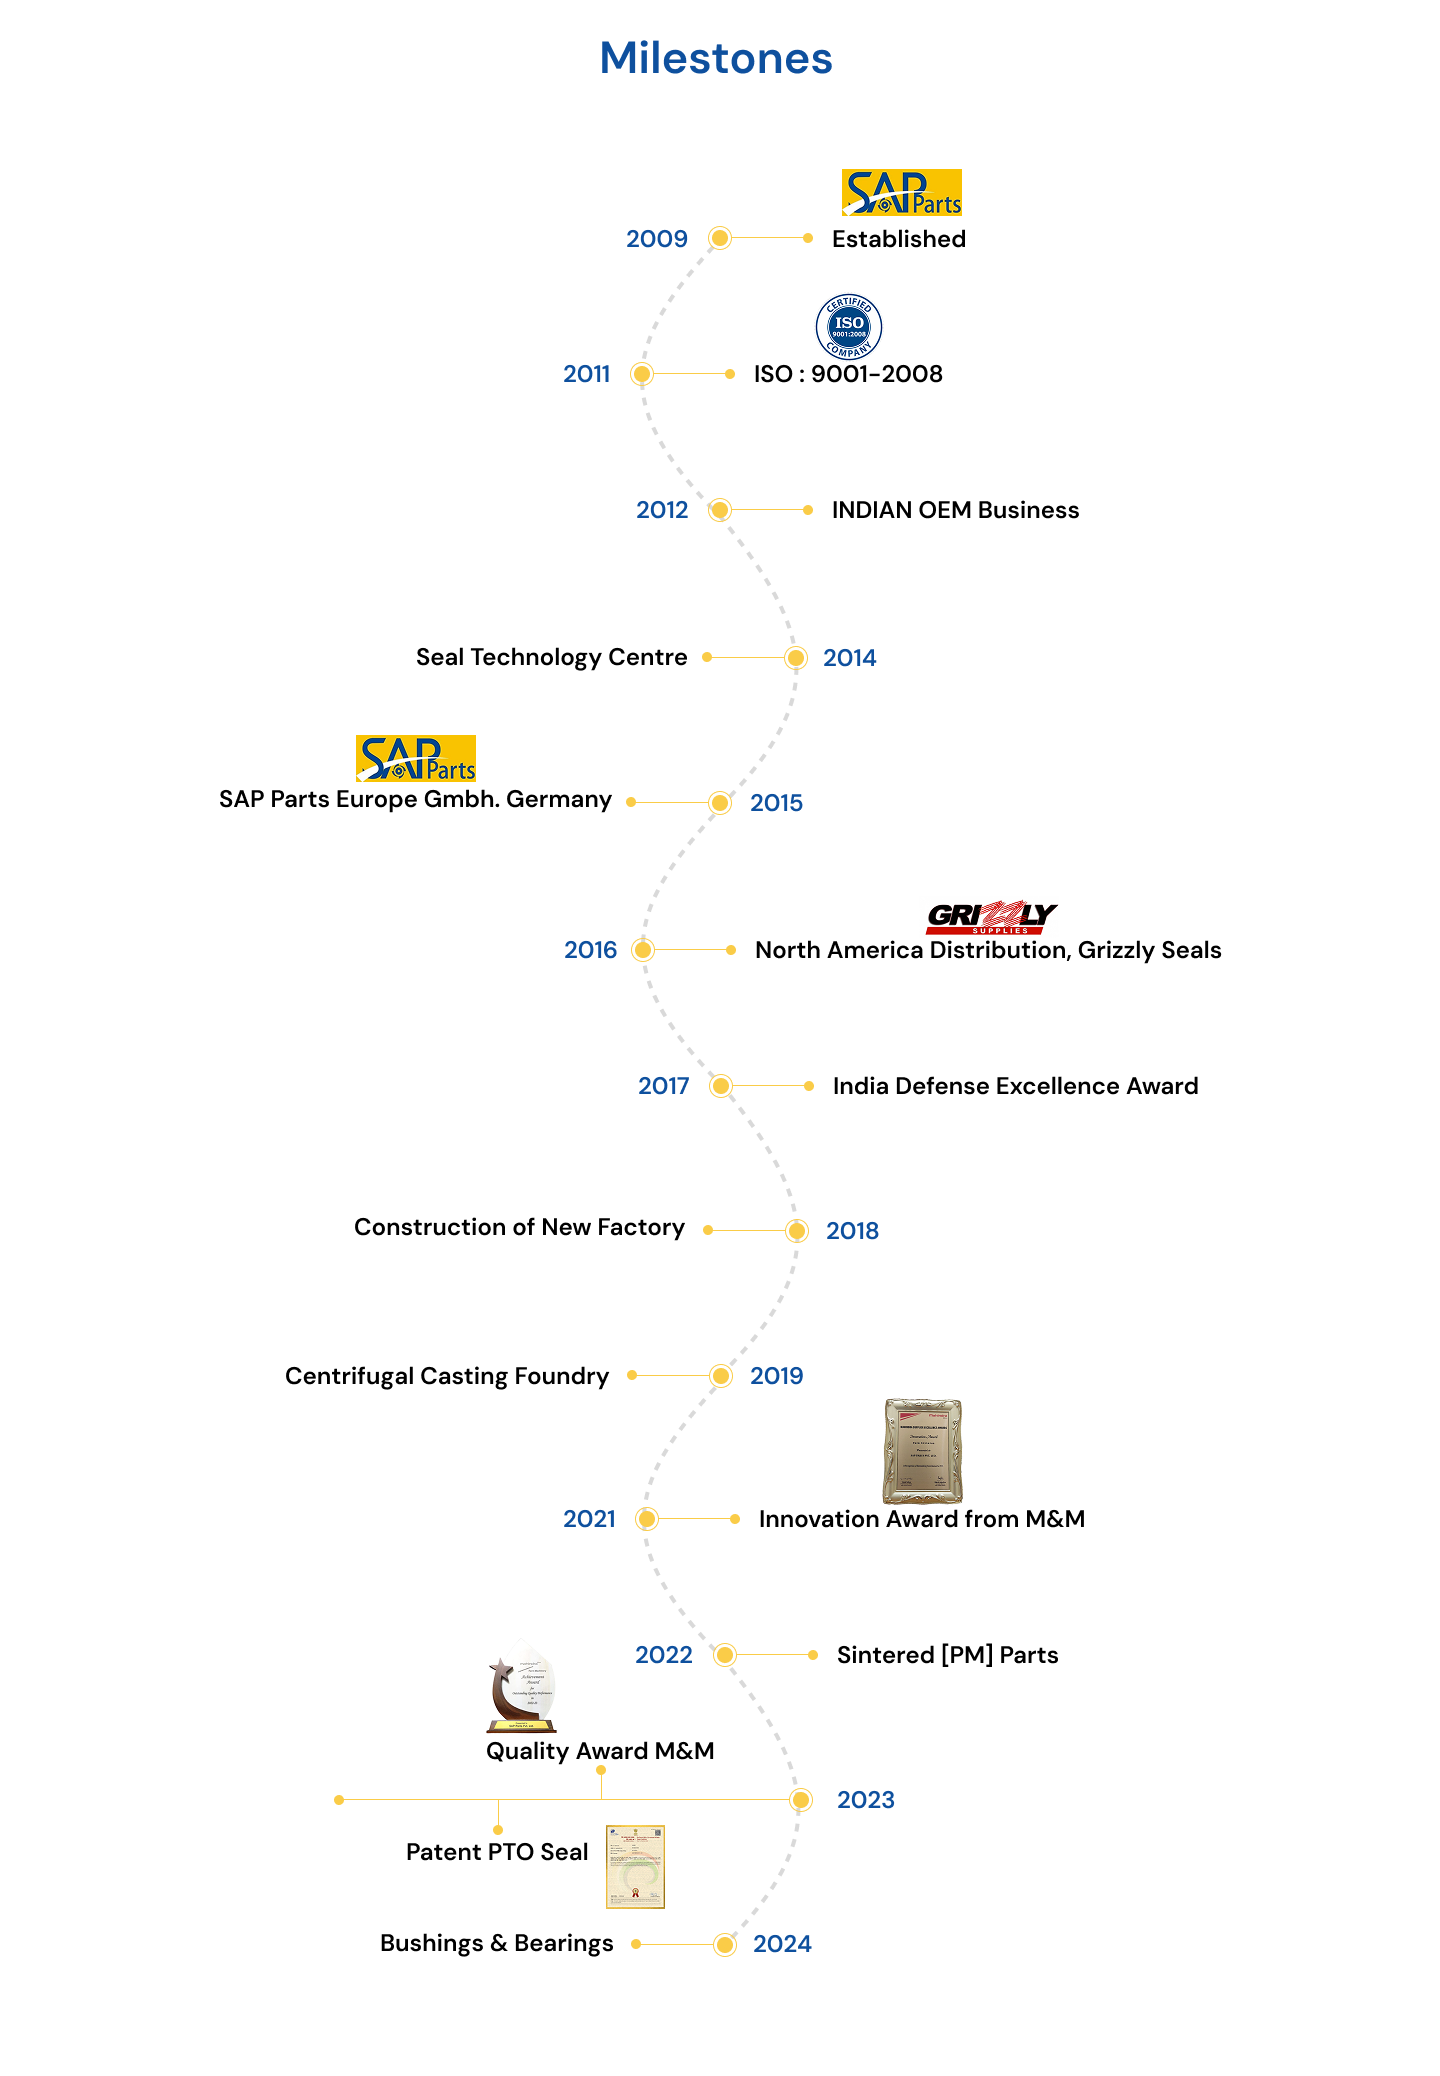 Milestones
SAP Parts
2009
Established
CERTIFIED
ISO
9001:2008
COMPANY
2011
ISO : 9001-2008
2012
INDIAN OEM Business
Seal Technology Centre
2014
SAP Parts
SAP Parts Europe Gmbh. Germany
2015
GRIZZLY
SUPPLIES
2016
North America Distribution, Grizzly Seals
2017
India Defense Excellence Award
Construction of New Factory
2018
Centrifugal Casting Foundry
2019
2021
Innovation Award from M&M
2022
Sintered [PM] Parts
Achievement
Award
for
Quality Award M&M
2023
Patent PTO Seal
Bushings & Bearings
2024